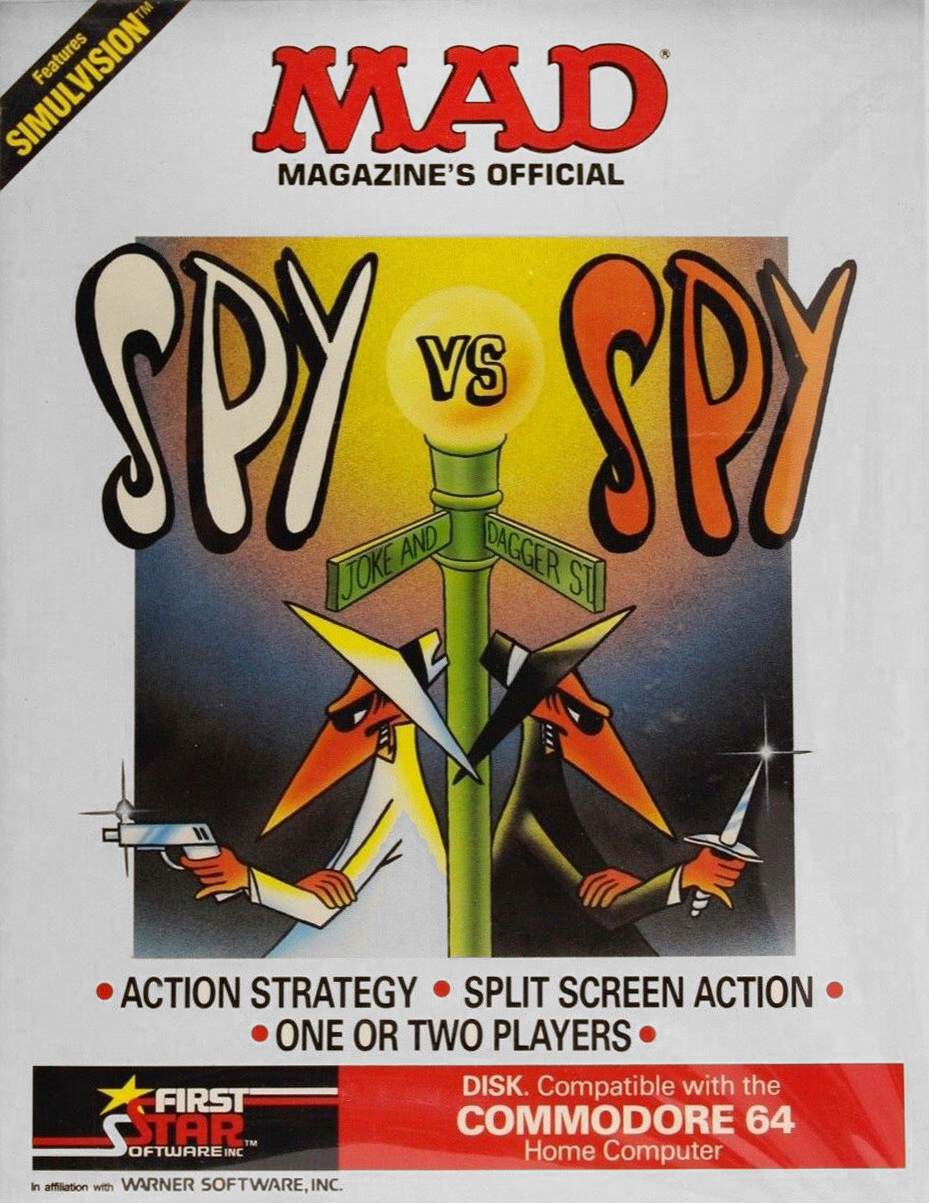 Features
SIMULVISION™
MAD®
MAGAZINE'S OFFICIAL
SPY VS SPY
JOKE AND DAGGER ST.
• ACTION STRATEGY • SPLIT SCREEN ACTION •
• ONE OR TWO PLAYERS •
FIRST
STAR
SOFTWARE INC™
DISK. Compatible with the
COMMODORE 64
Home Computer
In affiliation with WARNER SOFTWARE, INC.